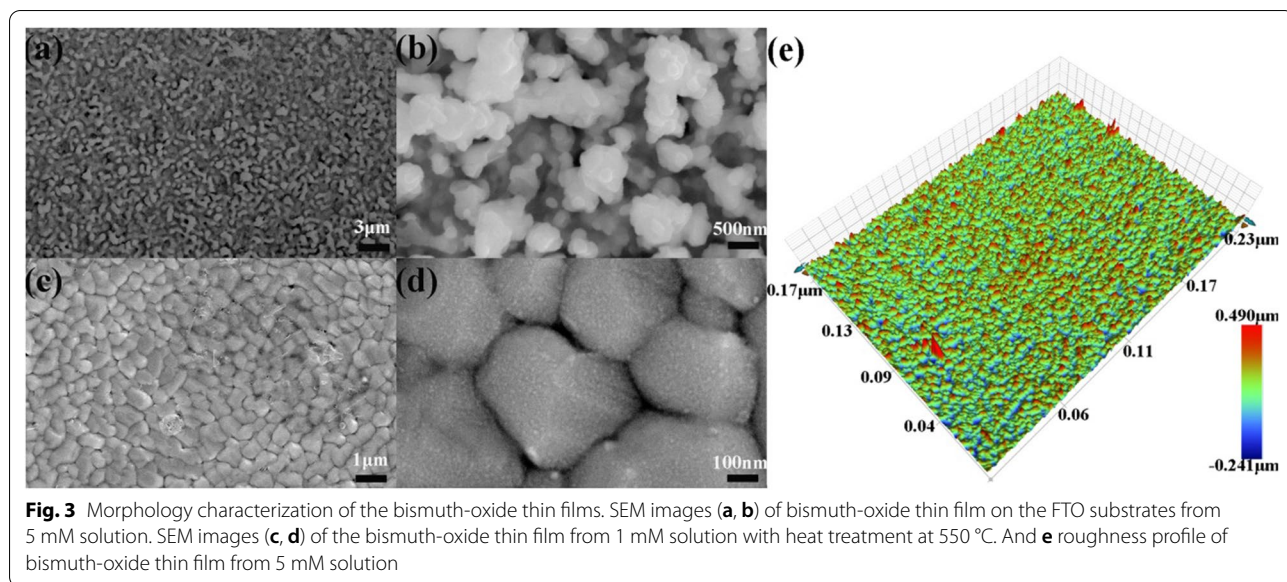 (a)
3μm
(b)
500nm
(c)
1μm
(d)
100nm
(e)
0.17μm
0.13
0.09
0.04
0.23μm
0.17
0.11
0.06
0.490μm
-0.241μm
Fig. 3 Morphology characterization of the bismuth-oxide thin films. SEM images (a, b) of bismuth-oxide thin film on the FTO substrates from
5 mM solution. SEM images (c, d) of the bismuth-oxide thin film from 1 mM solution with heat treatment at 550 °C. And e roughness profile of
bismuth-oxide thin film from 5 mM solution